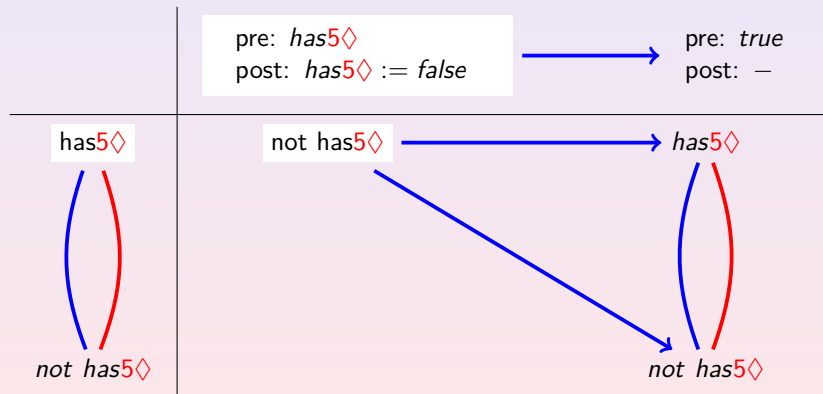 pre: has5♢ pre: true
post: has5♢ := false post: −
has5♢ not has5♢ has5♢
not has5♢ not has5♢